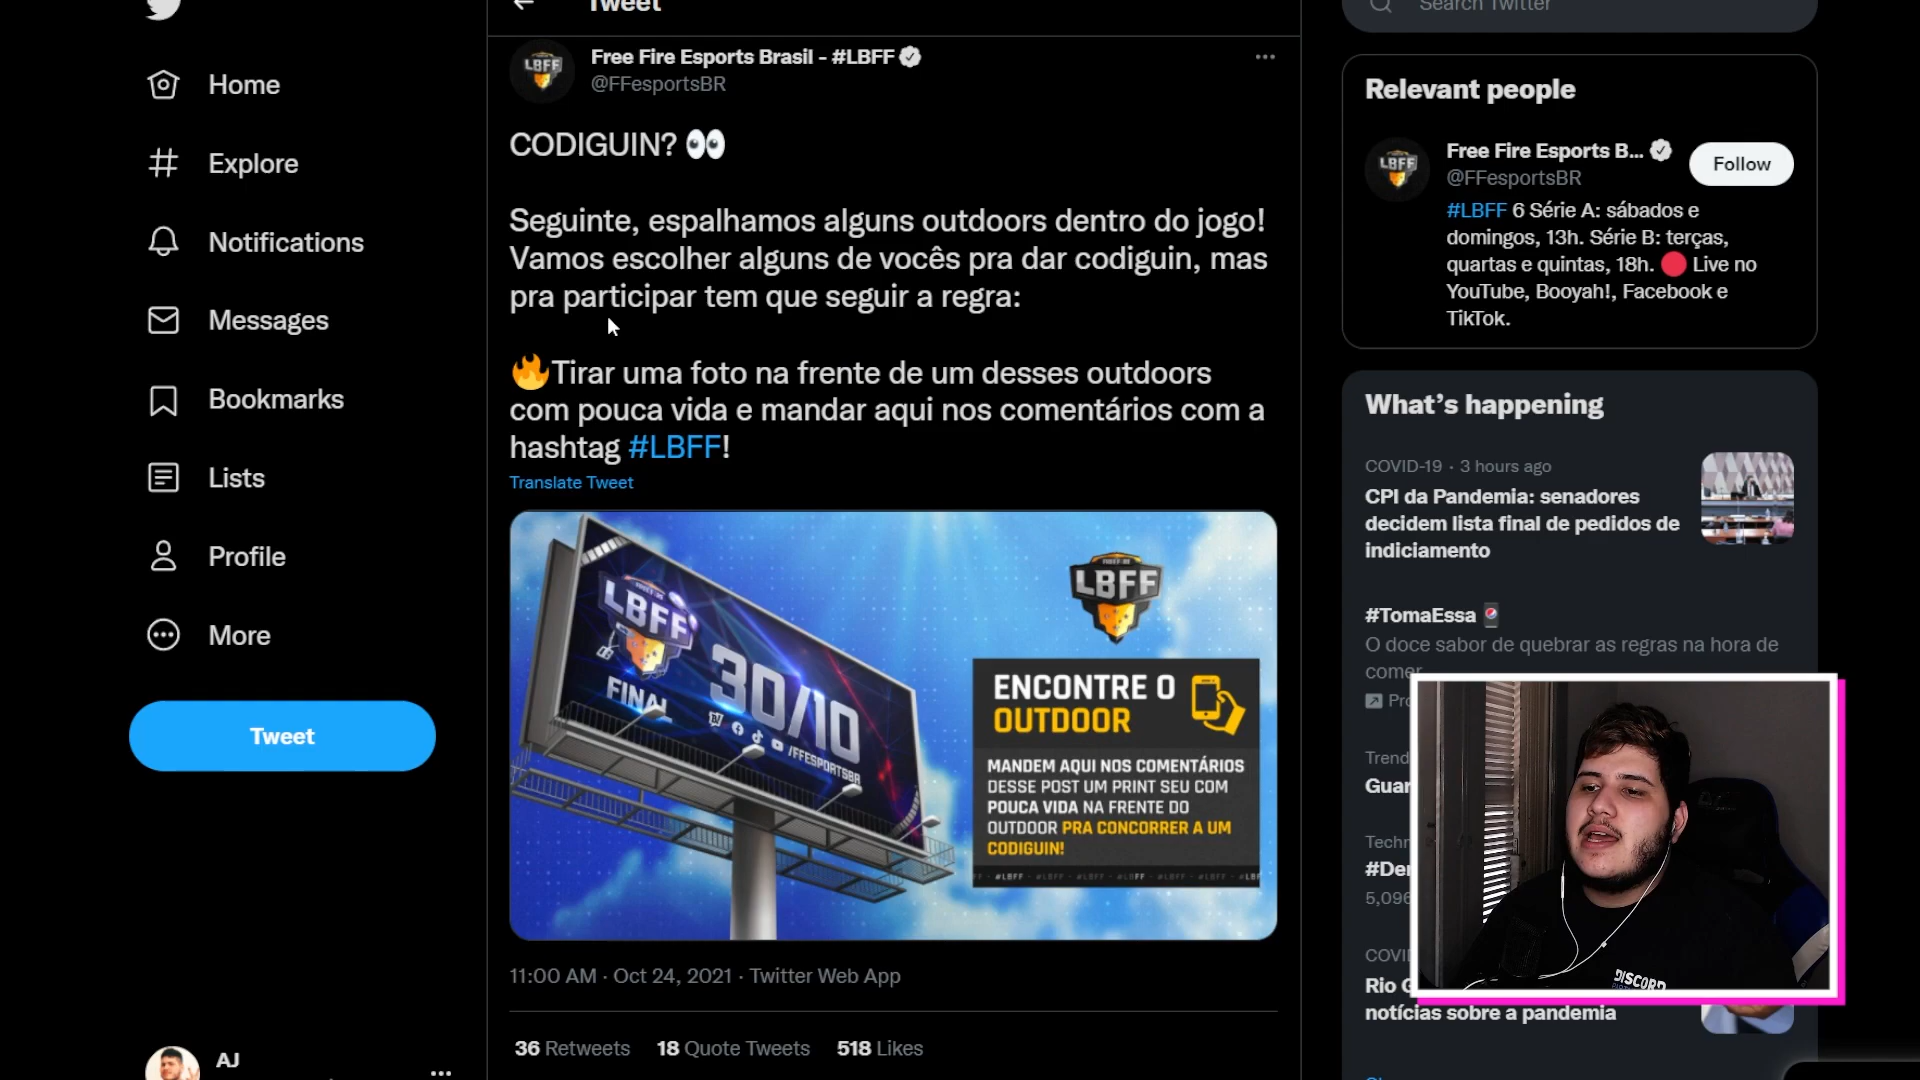 Tweet
Search Twitter
Home
Explore
Notifications
Messages
Bookmarks
Lists
Profile
More
Tweet
AJ
LBFF
Free Fire Esports Brasil - #LBFF
@FFesportsBR
CODIGUIN? 👀
Seguinte, espalhamos alguns outdoors dentro do jogo!
Vamos escolher alguns de vocês pra dar codiguin, mas
pra participar tem que seguir a regra:
🔥Tirar uma foto na frente de um desses outdoors
com pouca vida e mandar aqui nos comentários com a
hashtag #LBFF!
Translate Tweet
LBFF
FINAL
30/10
/FFESPORTSBR
FREE FIRE
LBFF
ENCONTRE O
OUTDOOR
MANDEM AQUI NOS COMENTÁRIOS
DESSE POST UM PRINT SEU COM
POUCA VIDA NA FRENTE DO
OUTDOOR PRA CONCORRER A UM
CODIGUIN!
#LBFF - #LBFF - #LBFF - #LBFF - #LBFF - #LBFF
11:00 AM · Oct 24, 2021 · Twitter Web App
36 Retweets 18 Quote Tweets 518 Likes
Relevant people
LBFF
Free Fire Esports B...
@FFesportsBR
Follow
#LBFF 6 Série A: sábados e
domingos, 13h. Série B: terças,
quartas e quintas, 18h. 🔴 Live no
YouTube, Booyah!, Facebook e
TikTok.
What's happening
COVID-19 · 3 hours ago
CPI da Pandemia: senadores
decidem lista final de pedidos de
indiciamento
#TomaEssa
O doce sabor de quebrar as regras na hora de
comer
Pro
Trend
Guar
Techn
#Der
5,096
COVI
Rio G
notícias sobre a pandemia
DISCORD